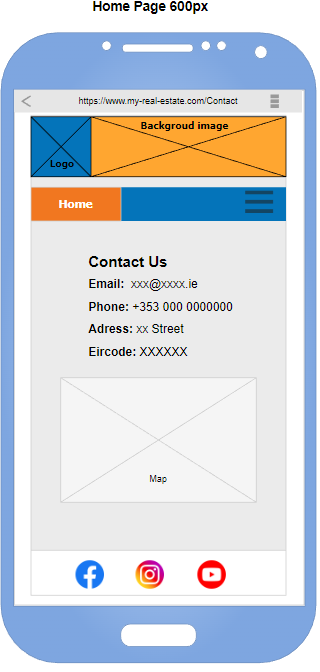 Home Page 600px
https://www.my-real-estate.com/Contact
Backgroud image
Logo
Home
Contact Us
Email: xxx@xxxx.ie
Phone: +353 000 0000000
Adress: xx Street
Eircode: XXXXXX
Map